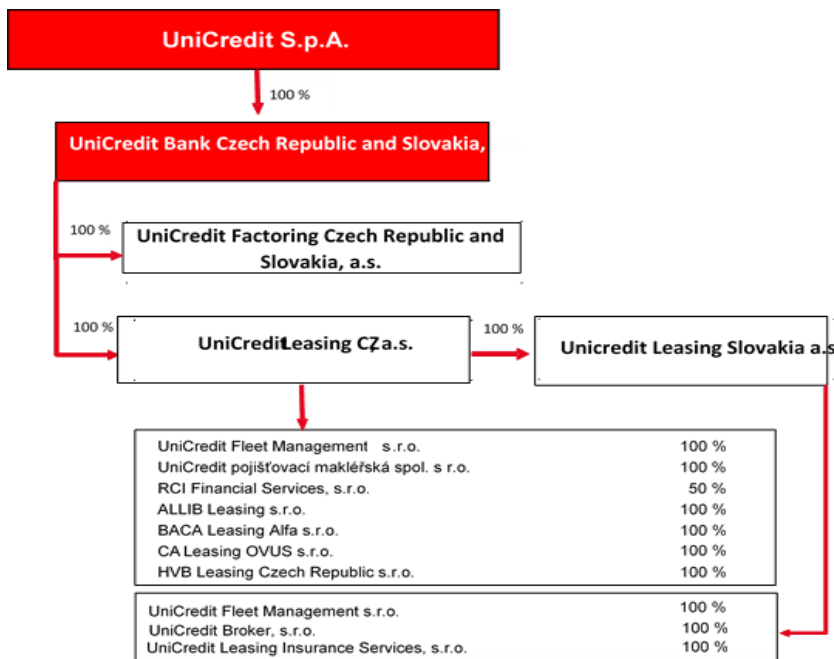 UniCredit S.p.A.
100 %
UniCredit Bank Czech Republic and Slovakia,
100 %
UniCredit Factoring Czech Republic and
Slovakia, a.s.
100 %
UniCredit Leasing CZ, a.s.
100 %
Unicredit Leasing Slovakia a.s
UniCredit Fleet Management s.r.o. 100 %
UniCredit pojišťovací makléřská spol. s r.o. 100 %
RCI Financial Services, s.r.o. 50 %
ALLIB Leasing s.r.o. 100 %
BACA Leasing Alfa s.r.o. 100 %
CA Leasing OVUS s.r.o. 100 %
HVB Leasing Czech Republic s.r.o. 100 %
UniCredit Fleet Management s.r.o. 100 %
UniCredit Broker, s.r.o. 100 %
UniCredit Leasing Insurance Services, s.r.o. 100 %